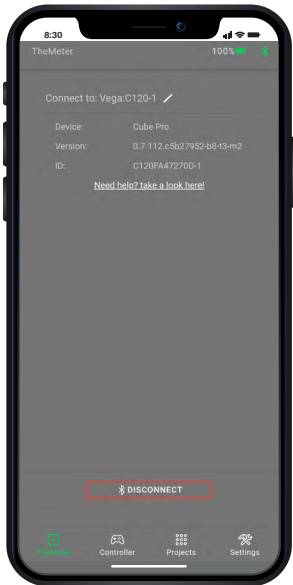 8:30
TheMeter 100%
Connect to: Vega:C120-1
Device: Cube Pro
Version: 0.7.112.c5b27952-b8-t3-m2
ID: C120FA47270D-1
Need help? take a look here!
DISCONNECT
TheMeter Controller Projects Settings